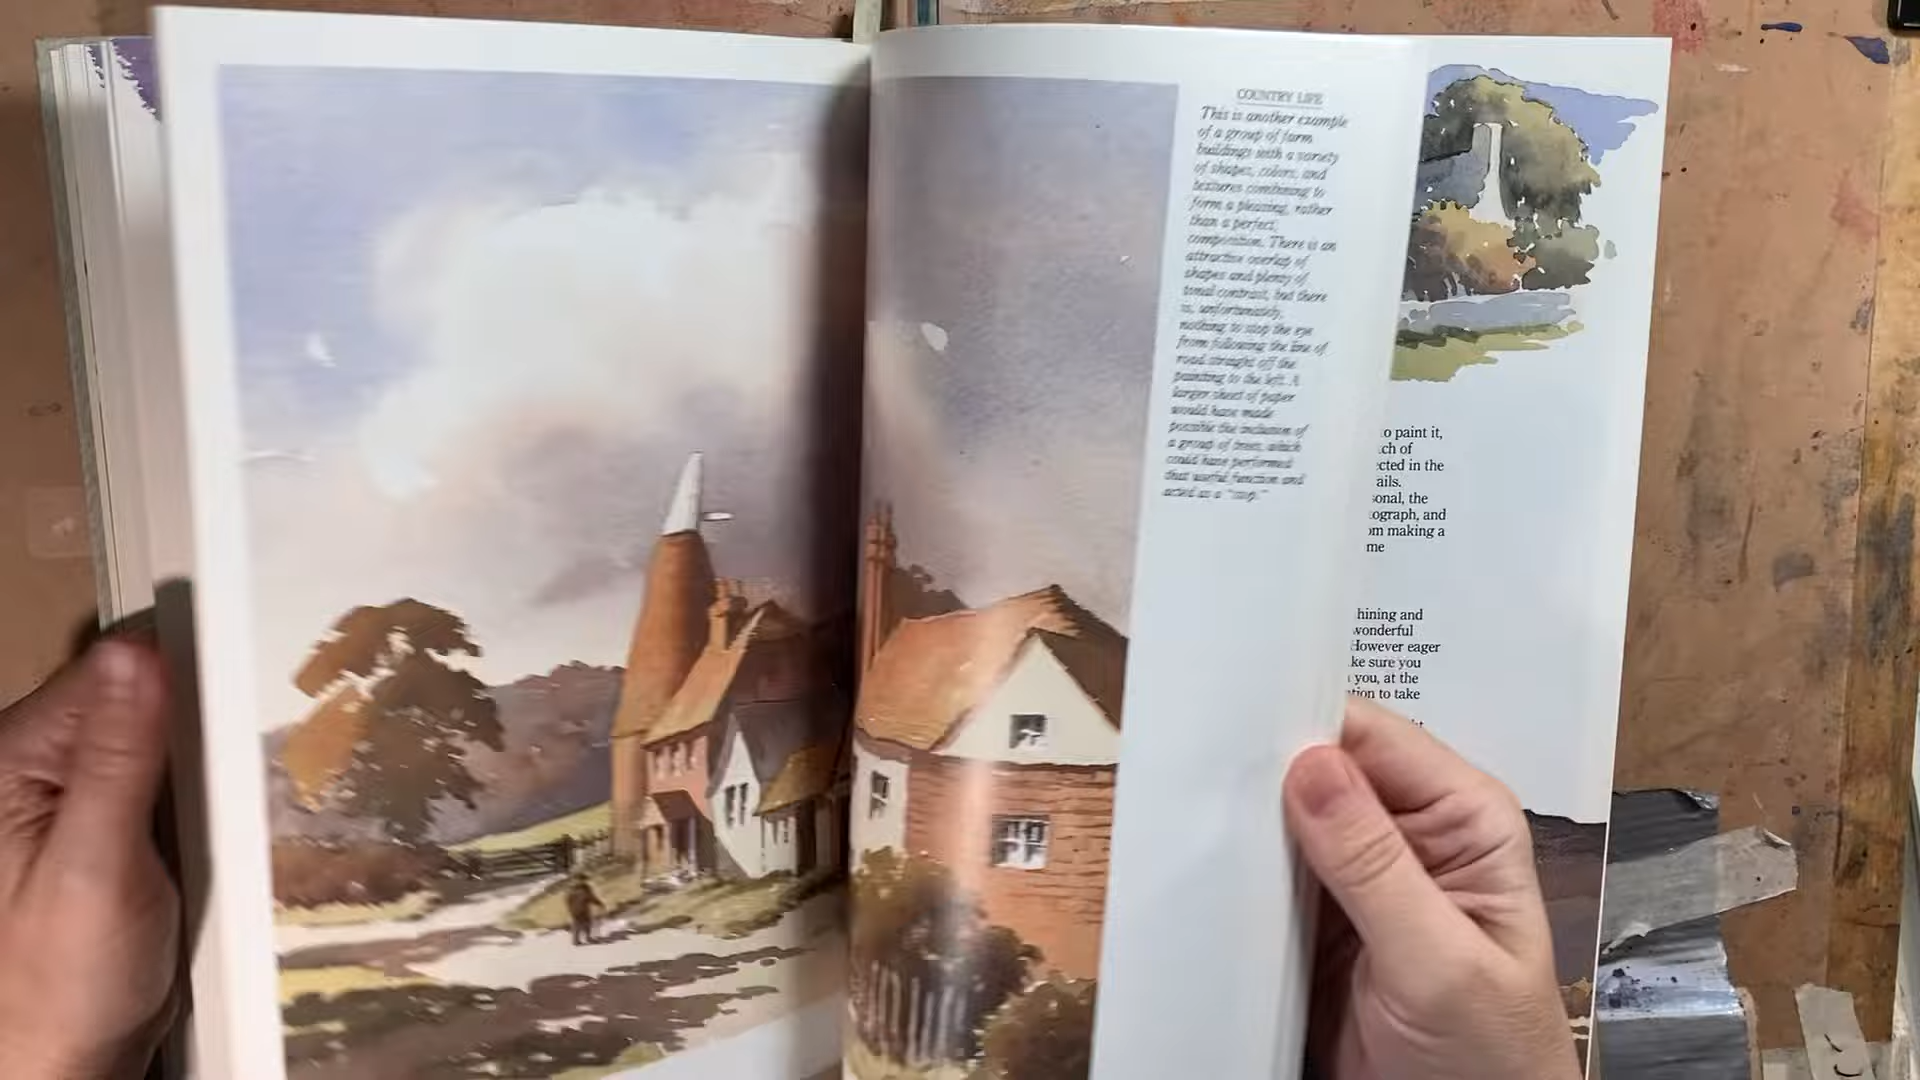 COUNTRY LIFE
This is another example
of a group of farm
buildings with a variety
of shapes, colors, and
textures combining to
form a pleasing, rather
than a perfect,
composition. There is an
attractive overlap of
shapes and plenty of
tonal contrast, but there
is, unfortunately,
nothing to stop the eye
from following the line of
road straight off the
painting to the left. A
larger sheet of paper
would have made
possible the inclusion of
a group of trees, which
could have performed
that useful function and
acted as a "stop."
o paint it,
ch of
cted in the
ails.
onal, the
ograph, and
om making a
me
hining and
wonderful
However eager
ke sure you
you, at the
tion to take